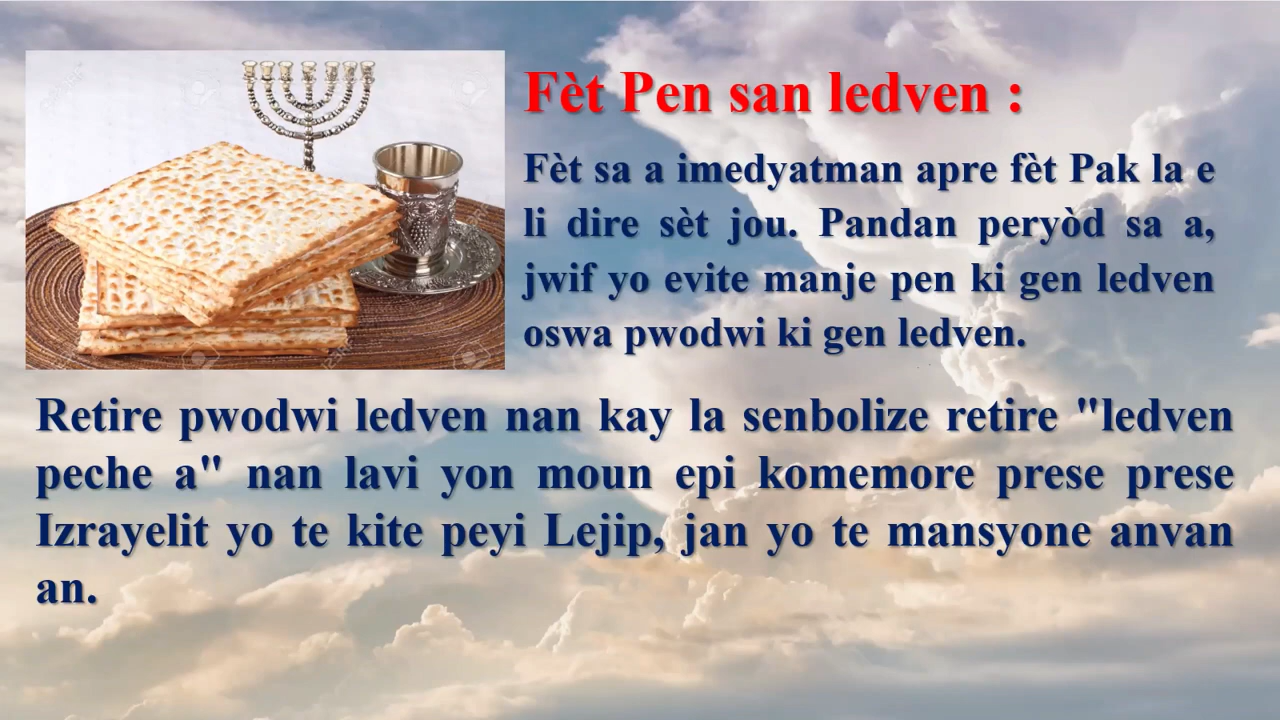 Fèt Pen san ledven :
Fèt sa a imedyatman apre fèt Pak la e
li dire sèt jou. Pandan peryòd sa a,
jwif yo evite manje pen ki gen ledven
oswa pwodwi ki gen ledven.
Retire pwodwi ledven nan kay la senbolize retire "ledven
peche a" nan lavi yon moun epi komemore prese prese
Izrayelit yo te kite peyi Lejip, jan yo te mansyone anvan
an.